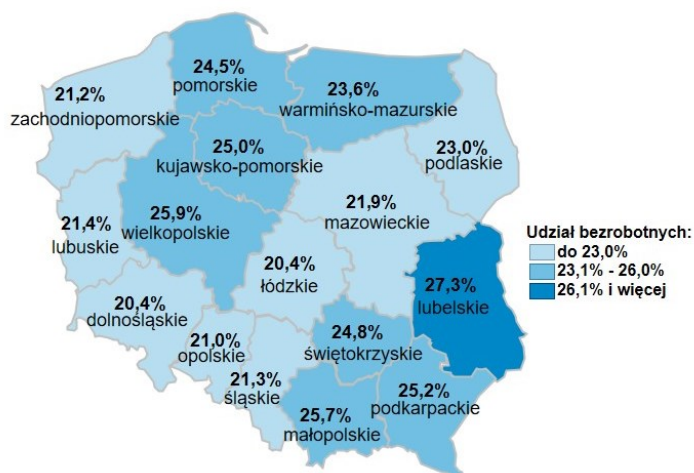 24,5%
pomorskie
23,6%
warmińsko-mazurskie
21,2%
zachodniopomorskie
25,0%
kujawsko-pomorskie
23,0%
podlaskie
21,9%
mazowieckie
25,9%
wielkopolskie
21,4%
lubuskie
Udział bezrobotnych:
do 23,0%
23,1% - 26,0%
26,1% i więcej
20,4%
łódzkie
27,3%
lubelskie
20,4%
dolnośląskie
21,0%
opolskie
24,8%
świętokrzyskie
21,3%
śląskie
25,2%
podkarpackie
25,7%
małopolskie